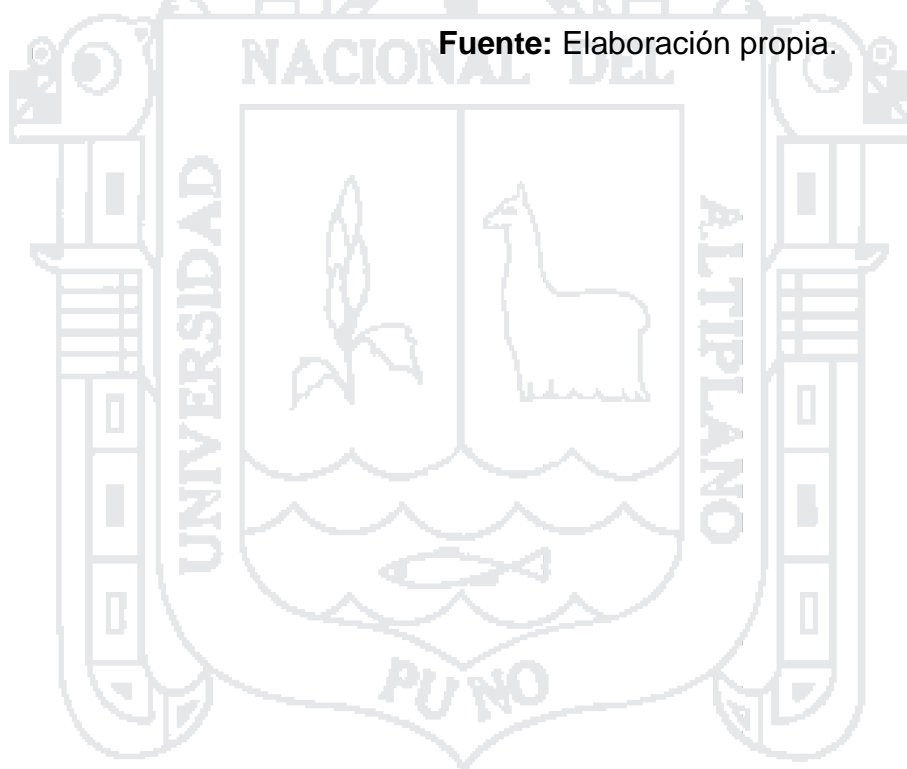 Fuente: Elaboración propia.
NACIONAL DEL
UNIVERSIDAD
ALTIPLANO
PUNO